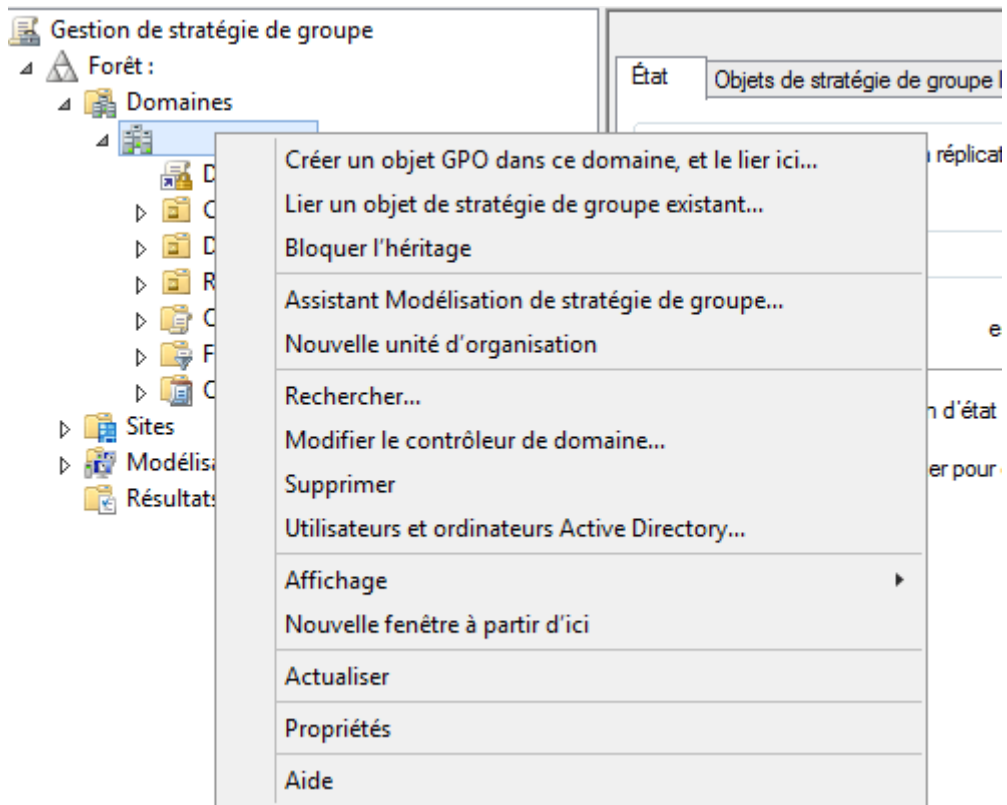 Gestion de stratégie de groupe
Forêt :
Domaines
D
C
D
R
C
F
C
Sites
Modélis
Résultats
État
Objets de stratégie de groupe
réplicat
e
n d'état
er pour
Créer un objet GPO dans ce domaine, et le lier ici...
Lier un objet de stratégie de groupe existant...
Bloquer l'héritage
Assistant Modélisation de stratégie de groupe...
Nouvelle unité d'organisation
Rechercher...
Modifier le contrôleur de domaine...
Supprimer
Utilisateurs et ordinateurs Active Directory...
Affichage
Nouvelle fenêtre à partir d'ici
Actualiser
Propriétés
Aide